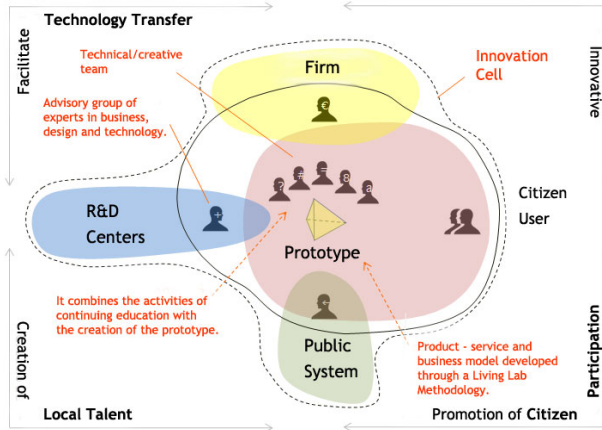 Technology Transfer
Facilitate
Innovative
Technical/creative
team
Firm
Innovation
Cell
€
Advisory group of
experts in business,
design and technology.
? # = 8 a
R&D
Centers
+
Citizen
User
Prototype
It combines the activities of
continuing education with
the creation of the prototype.
Public
System
Product - service and
business model developed
through a Living Lab
Methodology.
Creation of
Participation
Local Talent
Promotion of Citizen